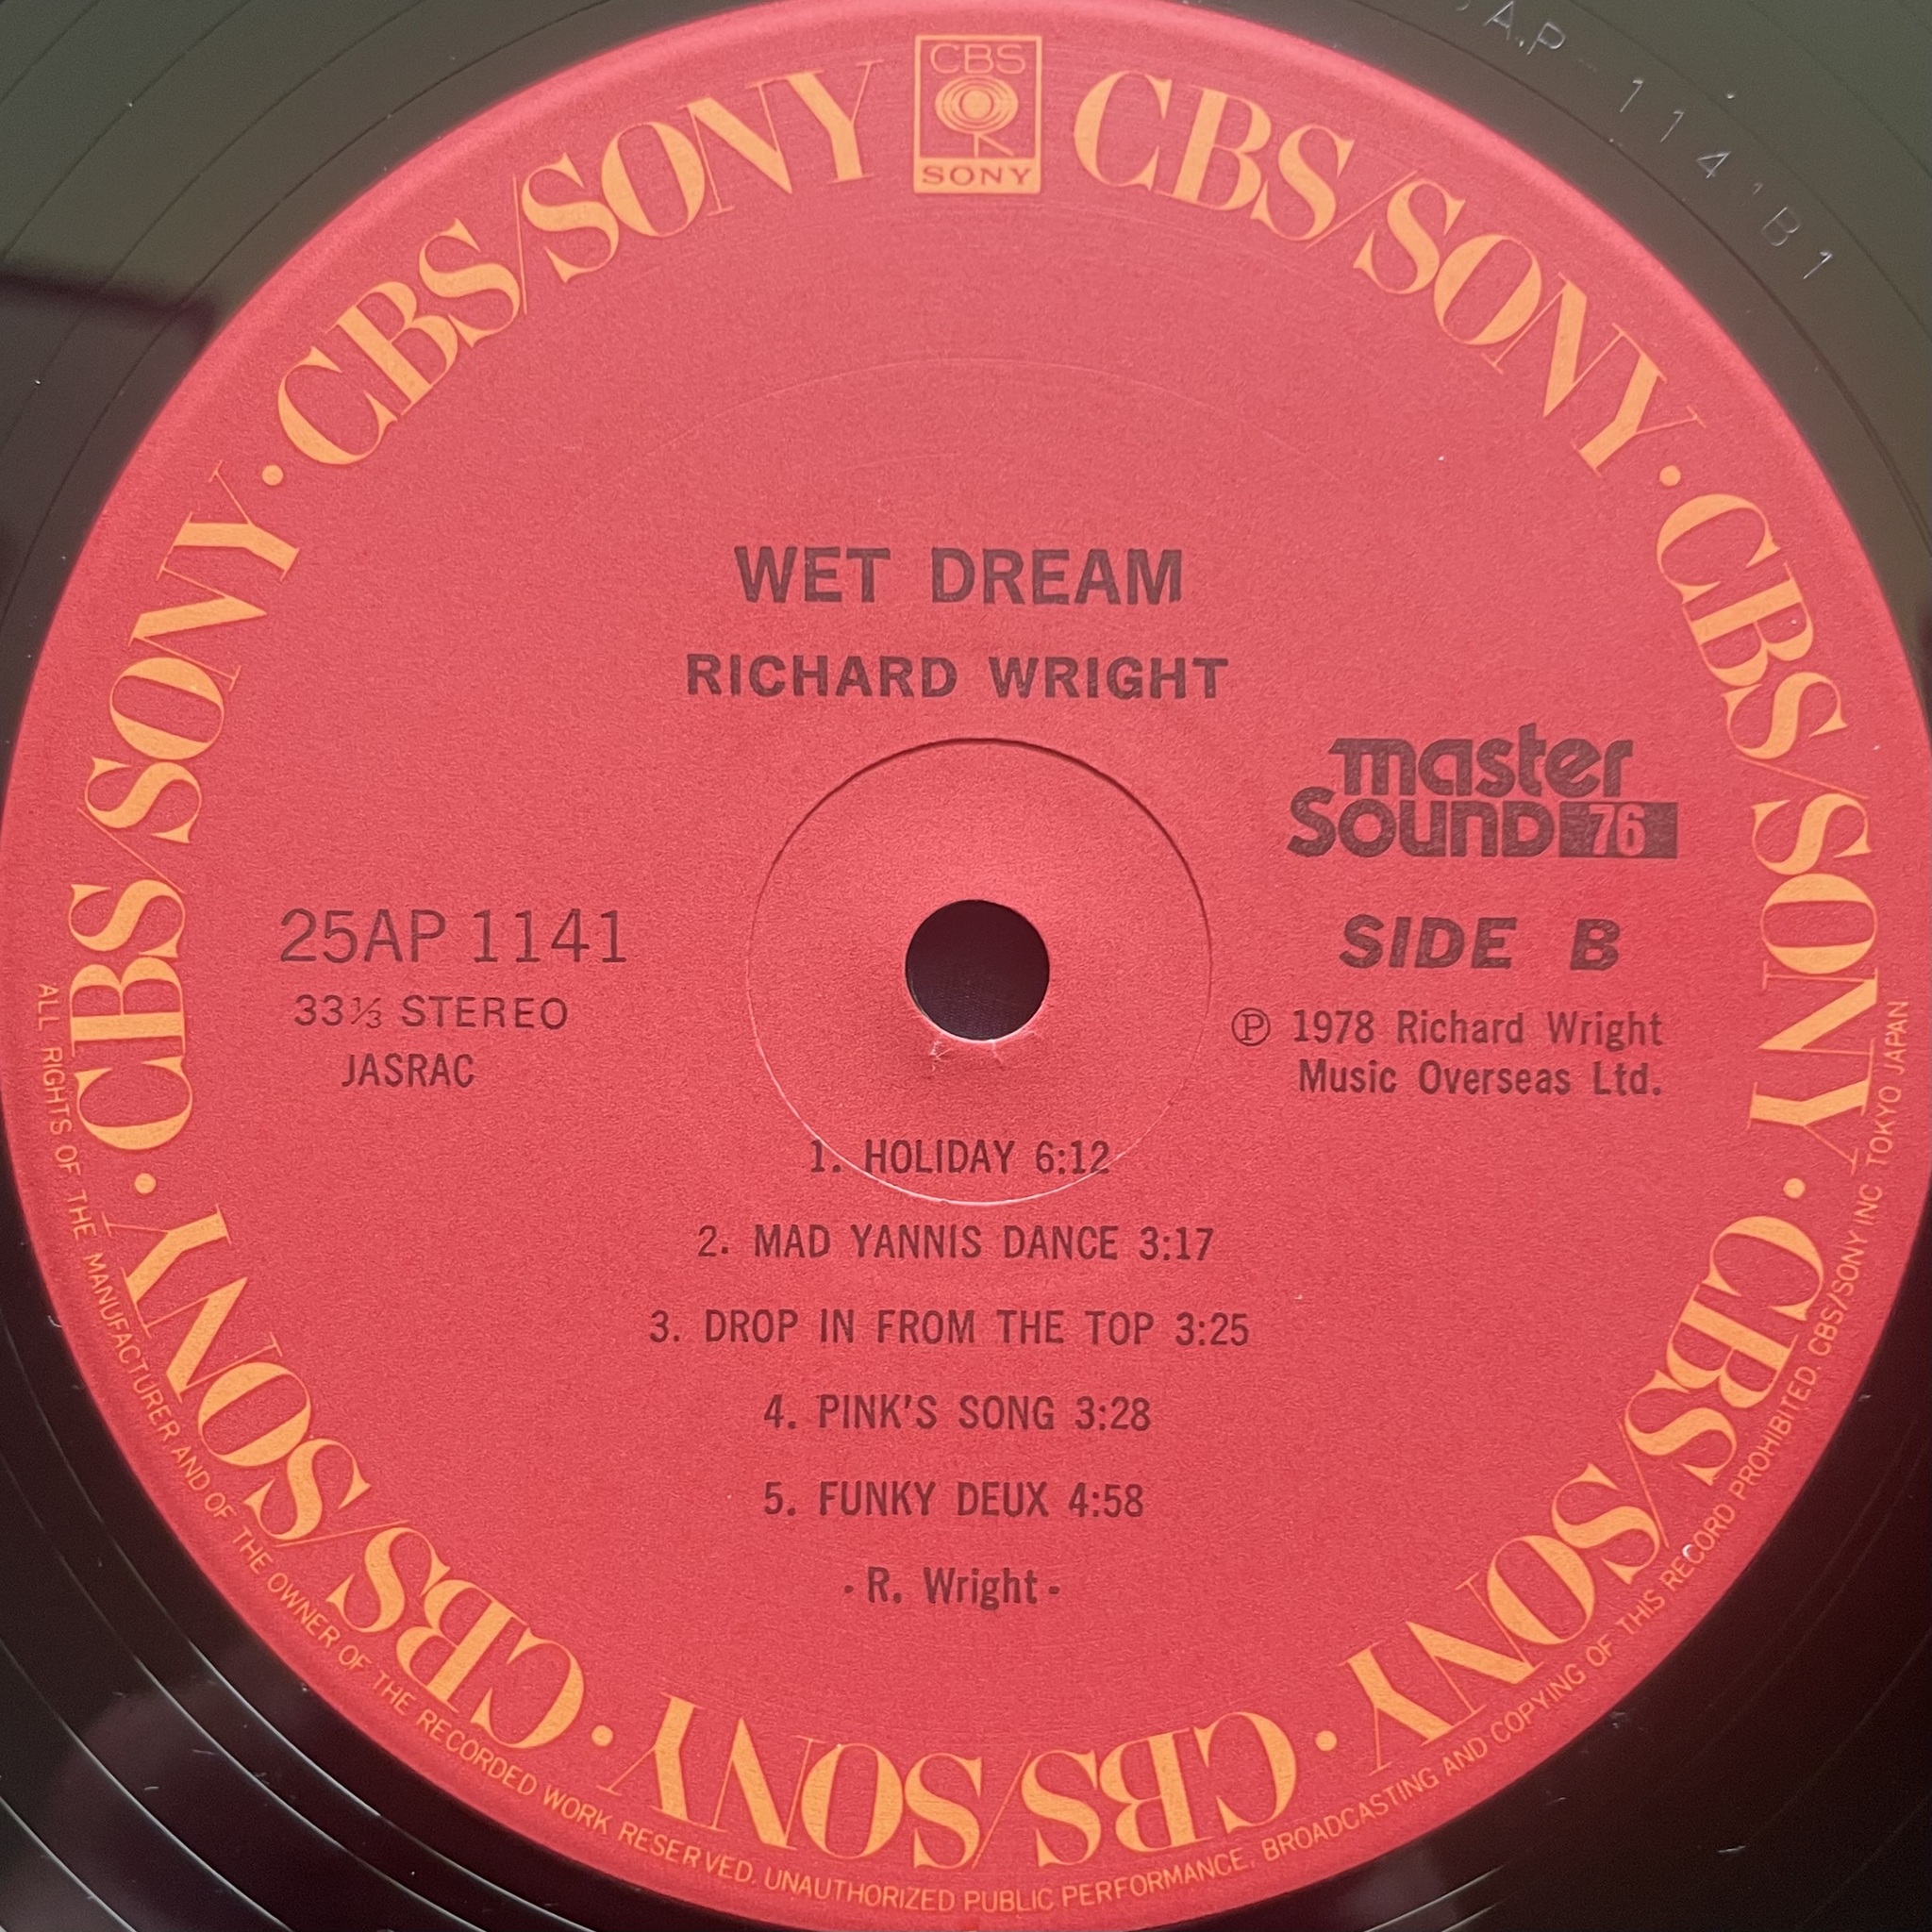 CBS
SONY
CBS/SONY · CBS/SONY · CBS/SONY · CBS/SONY · CBS/SONY · CBS/SONY · CBS/SONY · CBS/SONY
AP-1141B1
WET DREAM
RICHARD WRIGHT
master
Sound 76
25AP 1141
SIDE B
33⅓ STEREO
JASRAC
℗ 1978 Richard Wright
Music Overseas Ltd.
1. HOLIDAY 6:12
2. MAD YANNIS DANCE 3:17
3. DROP IN FROM THE TOP 3:25
4. PINK'S SONG 3:28
5. FUNKY DEUX 4:58
· R. Wright ·
ALL RIGHTS OF THE MANUFACTURER AND OF THE OWNER OF THE RECORDED WORK RESERVED. UNAUTHORIZED PUBLIC PERFORMANCE, BROADCASTING AND COPYING OF THIS RECORD PROHIBITED. CBS/SONY INC TOKYO JAPAN